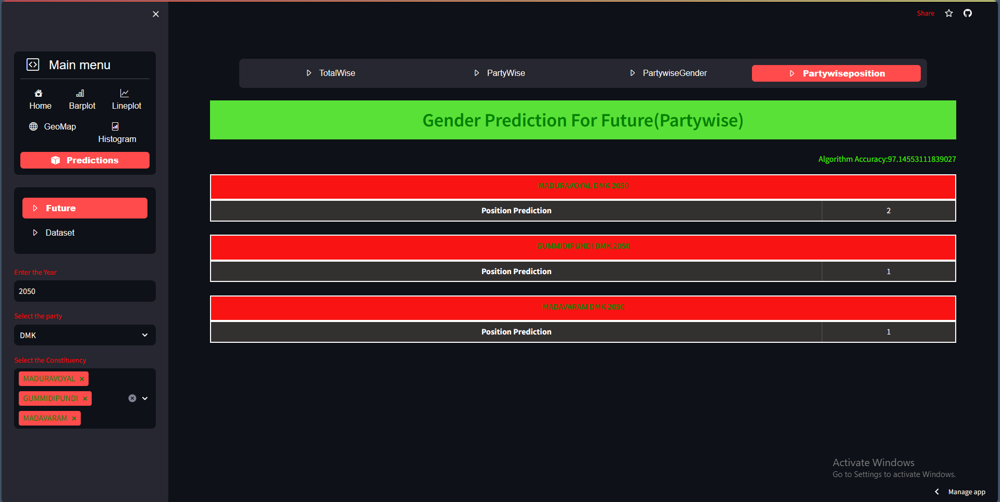 Share
Main menu
Home
Barplot
Lineplot
GeoMap
Histogram
Predictions
Future
Dataset
Enter the Year
2050
Select the party
DMK
Select the Constituency
MADURAVOYAL
GUMMIDIPUNDI
MADAVARAM
TotalWise
PartyWise
PartywiseGender
Partywiseposition
Gender Prediction For Future(Partywise)
Algorithm Accuracy:97.14553111839027
MADURAVOYAL DMK 2050
Position Prediction 2
GUMMIDIPUNDI DMK 2050
Position Prediction 1
MADAVARAM DMK 2050
Position Prediction 1
Activate Windows
Go to Settings to activate Windows.
Manage app